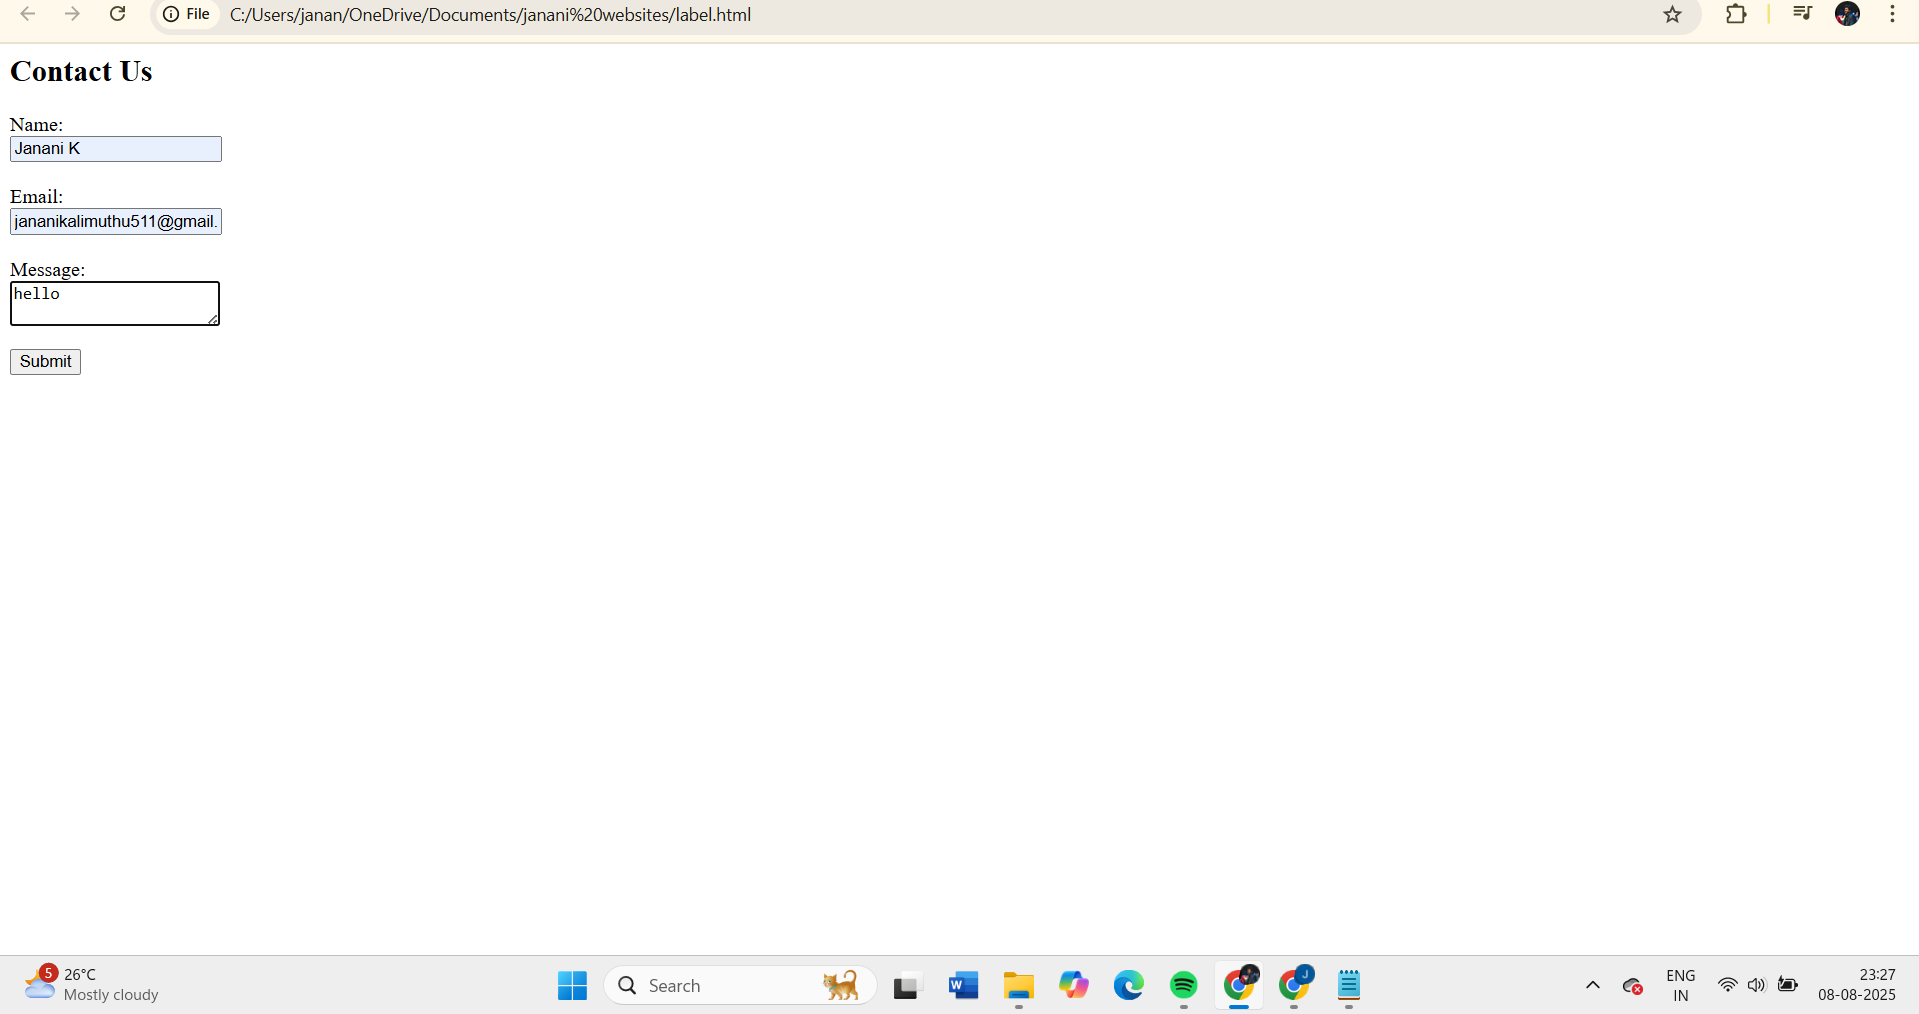 File C:/Users/janan/OneDrive/Documents/janani%20websites/label.html
Contact Us
Name:
Janani K
Email:
jananikalimuthu511@gmail.
Message:
hello
Submit
5 26°C
Mostly cloudy
Search
W
J
ENG
IN
23:27
08-08-2025